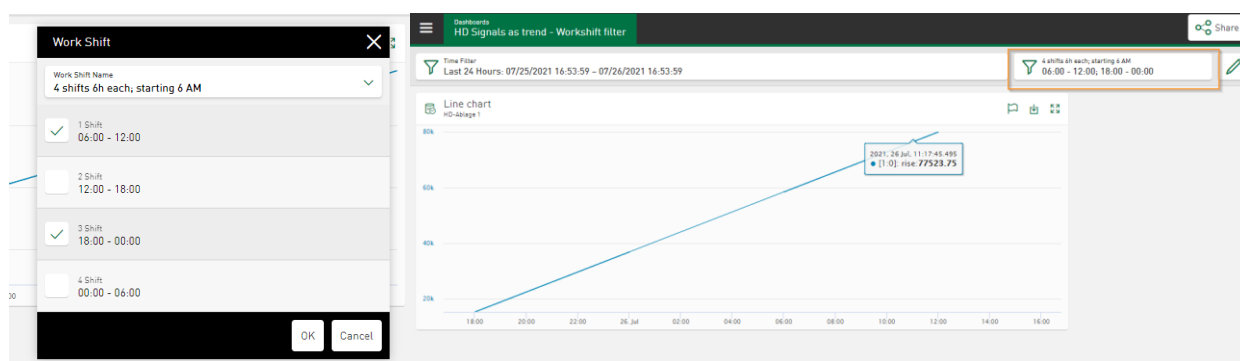 Work Shift
Work Shift Name
4 shifts 6h each; starting 6 AM
1 Shift
06:00 - 12:00
2 Shift
12:00 - 18:00
3 Shift
18:00 - 00:00
4 Shift
00:00 - 06:00
00
OK
Cancel
Dashboards
HD Signals as trend - Workshift filter
Share
Time Filter
Last 24 Hours: 07/25/2021 16:53:59 – 07/26/2021 16:53:59
4 shifts 6h each; starting 6 AM
06:00 - 12:00; 18:00 - 00:00
Line chart
HD-Ablage 1
80k
2021, 26 Jul, 11:17:45.495
[1:0]: rise: 77523.75
60k
40k
20k
18:00 20:00 22:00 26. Jul 02:00 04:00 06:00 08:00 10:00 12:00 14:00 16:00